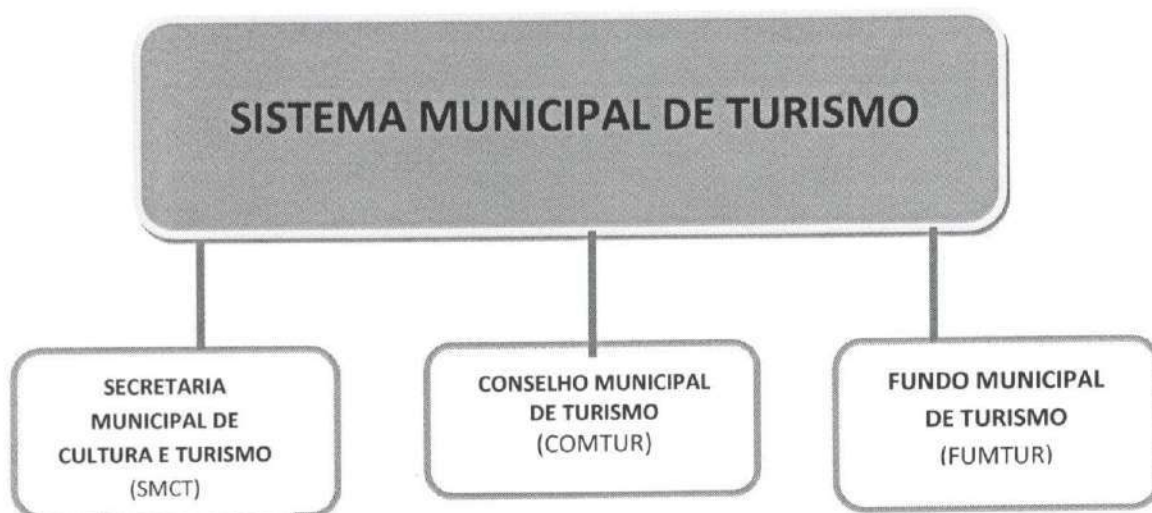 SISTEMA MUNICIPAL DE TURISMO
SECRETARIA
MUNICIPAL DE
CULTURA E TURISMO
(SMCT)
CONSELHO MUNICIPAL
DE TURISMO
(COMTUR)
FUNDO MUNICIPAL
DE TURISMO
(FUMTUR)